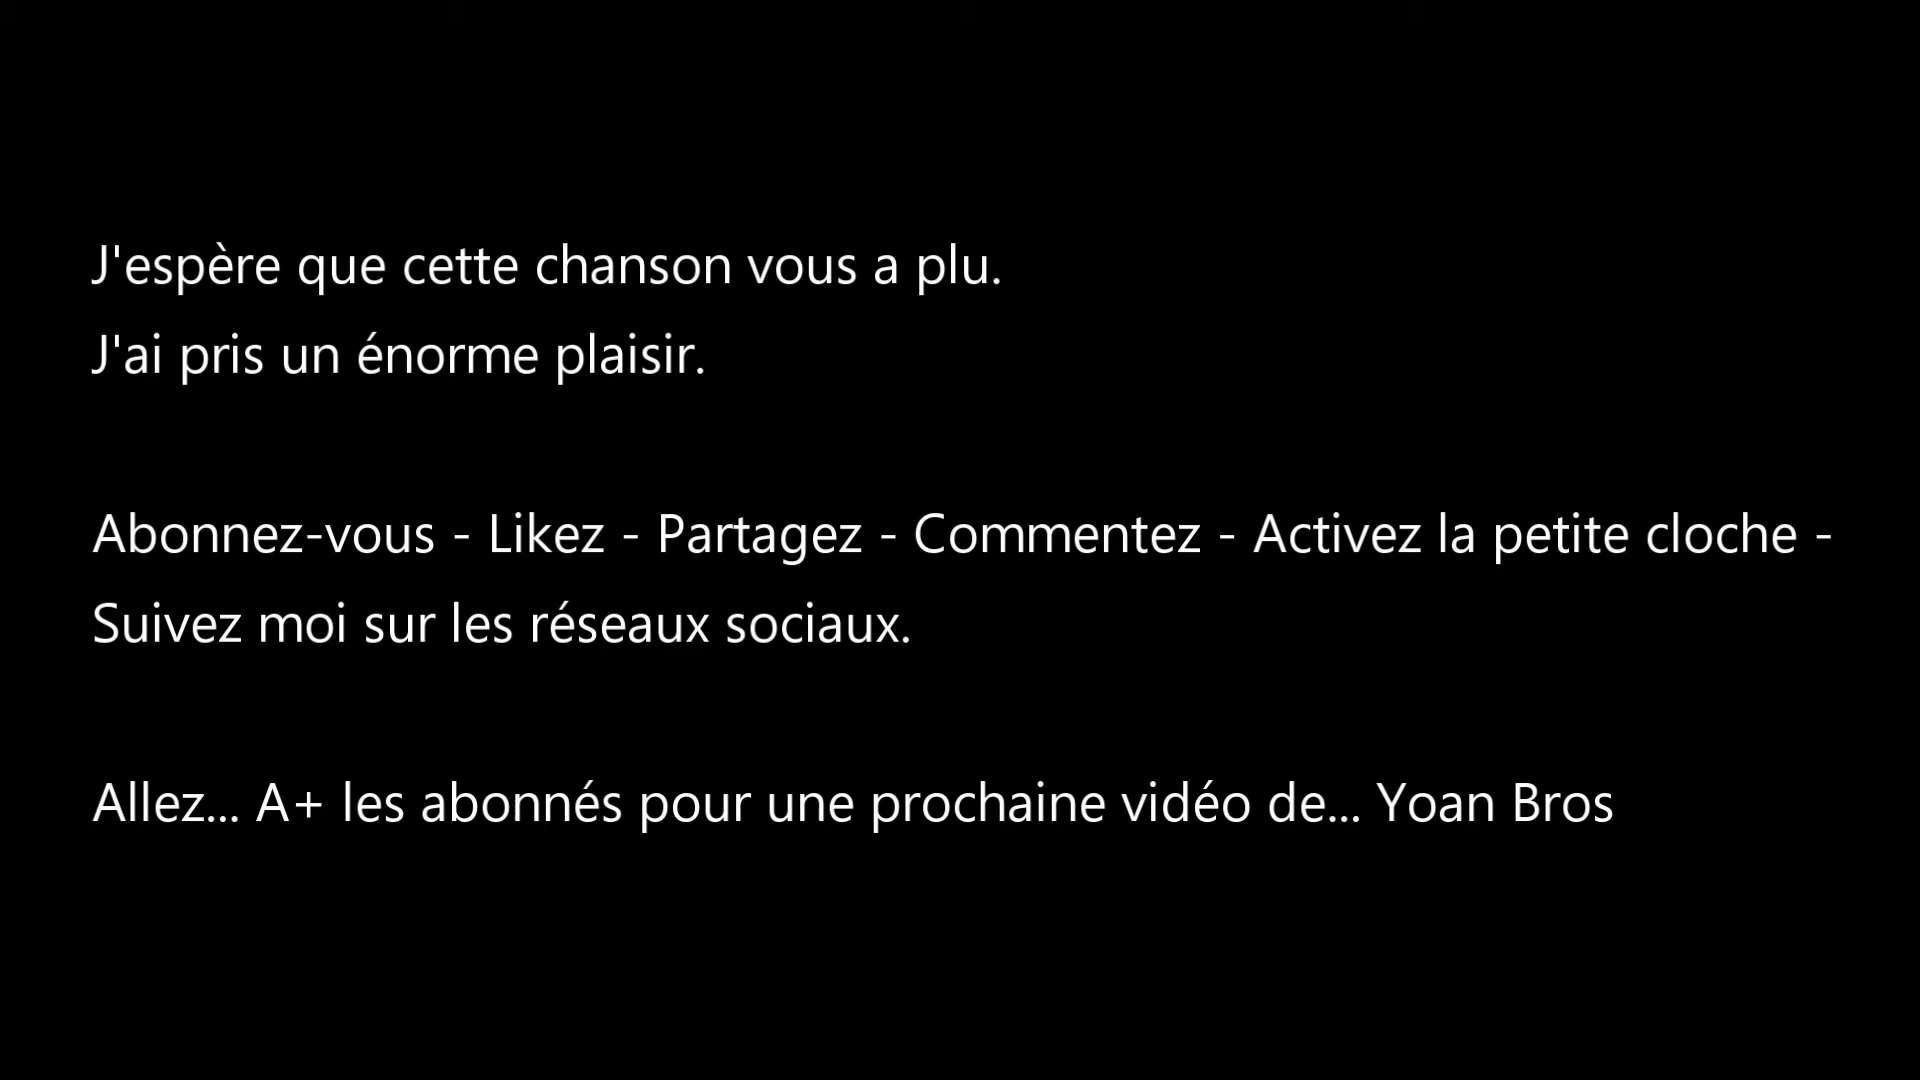 J'espère que cette chanson vous a plu.
J'ai pris un énorme plaisir.
Abonnez-vous - Likez - Partagez - Commentez - Activez la petite cloche -
Suivez moi sur les réseaux sociaux.
Allez... A+ les abonnés pour une prochaine vidéo de... Yoan Bros